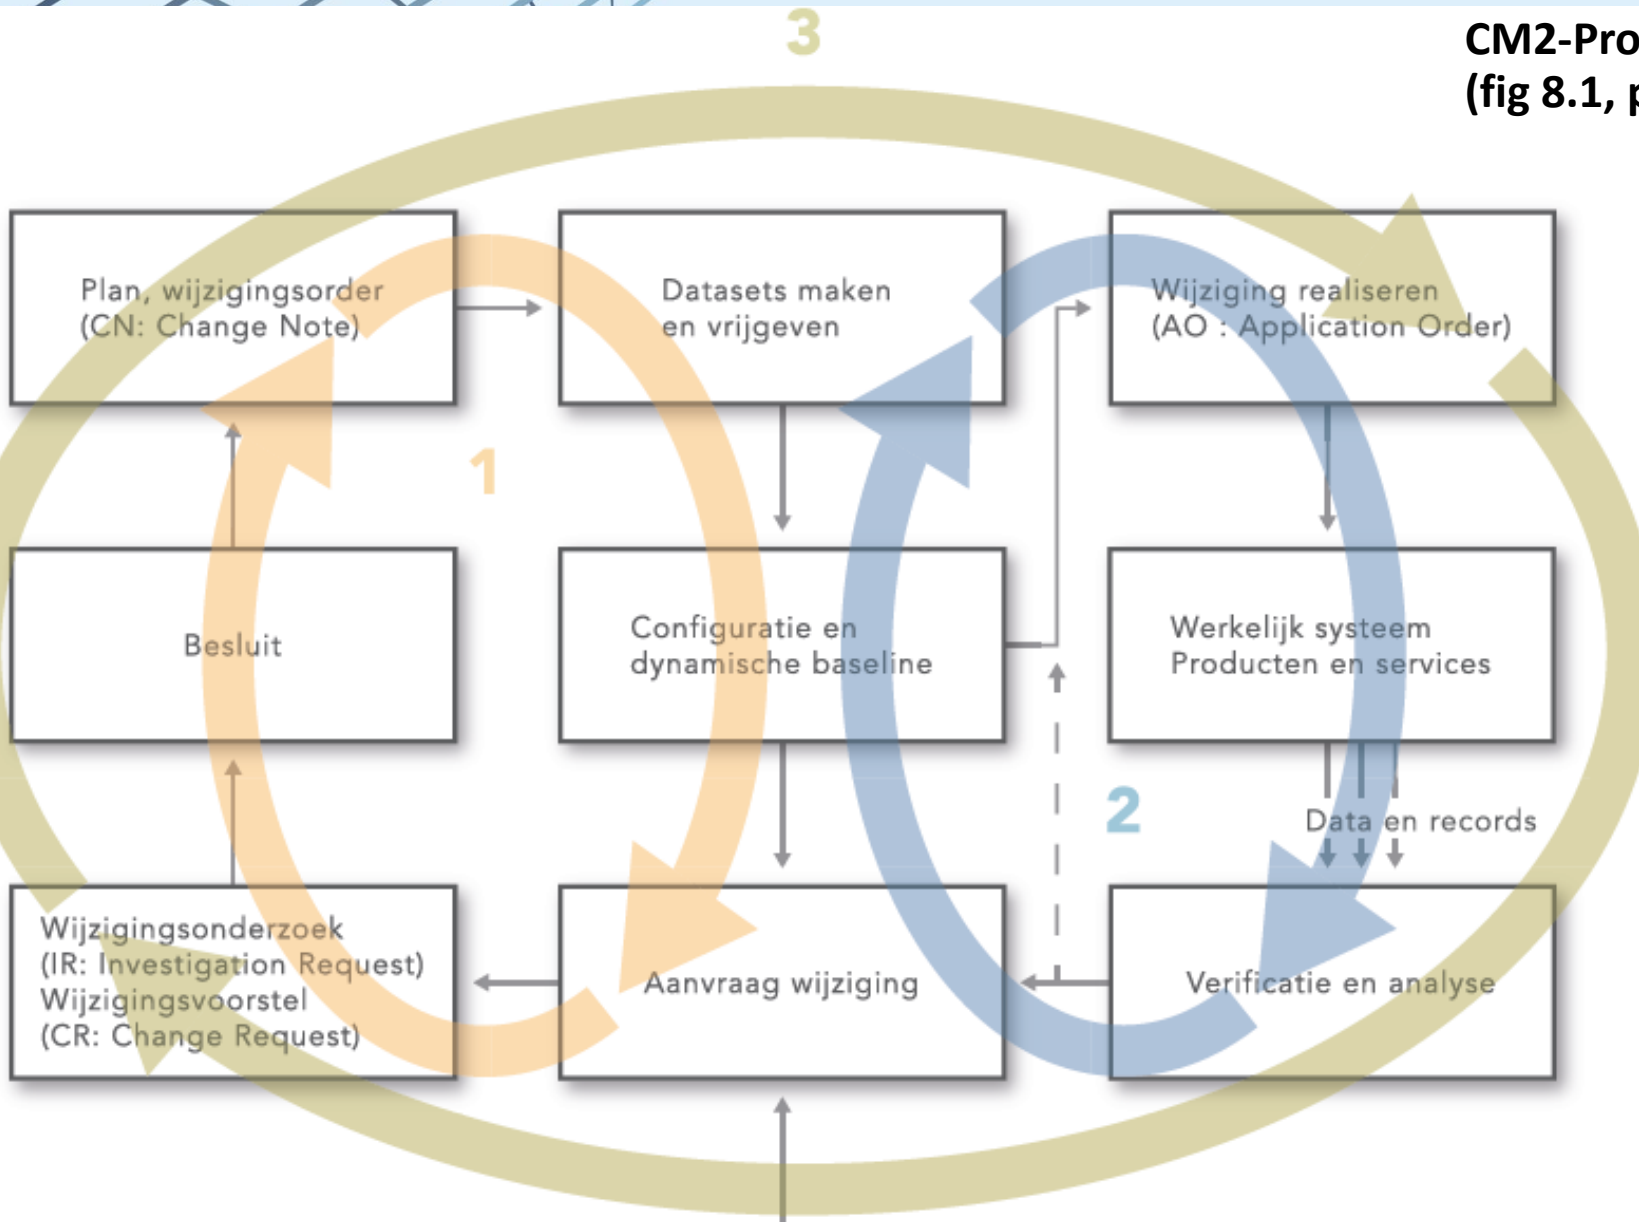 3
CM2-Pro
(fig 8.1, p
Plan, wijzigingsorder
(CN: Change Note)
Datasets maken
en vrijgeven
Wijziging realiseren
(AO : Application Order)
1
Besluit
Configuratie en
dynamische baseline
Werkelijk systeem
Producten en services
2
Data en records
Wijzigingsonderzoek
(IR: Investigation Request)
Wijzigingsvoorstel
(CR: Change Request)
Aanvraag wijziging
Verificatie en analyse